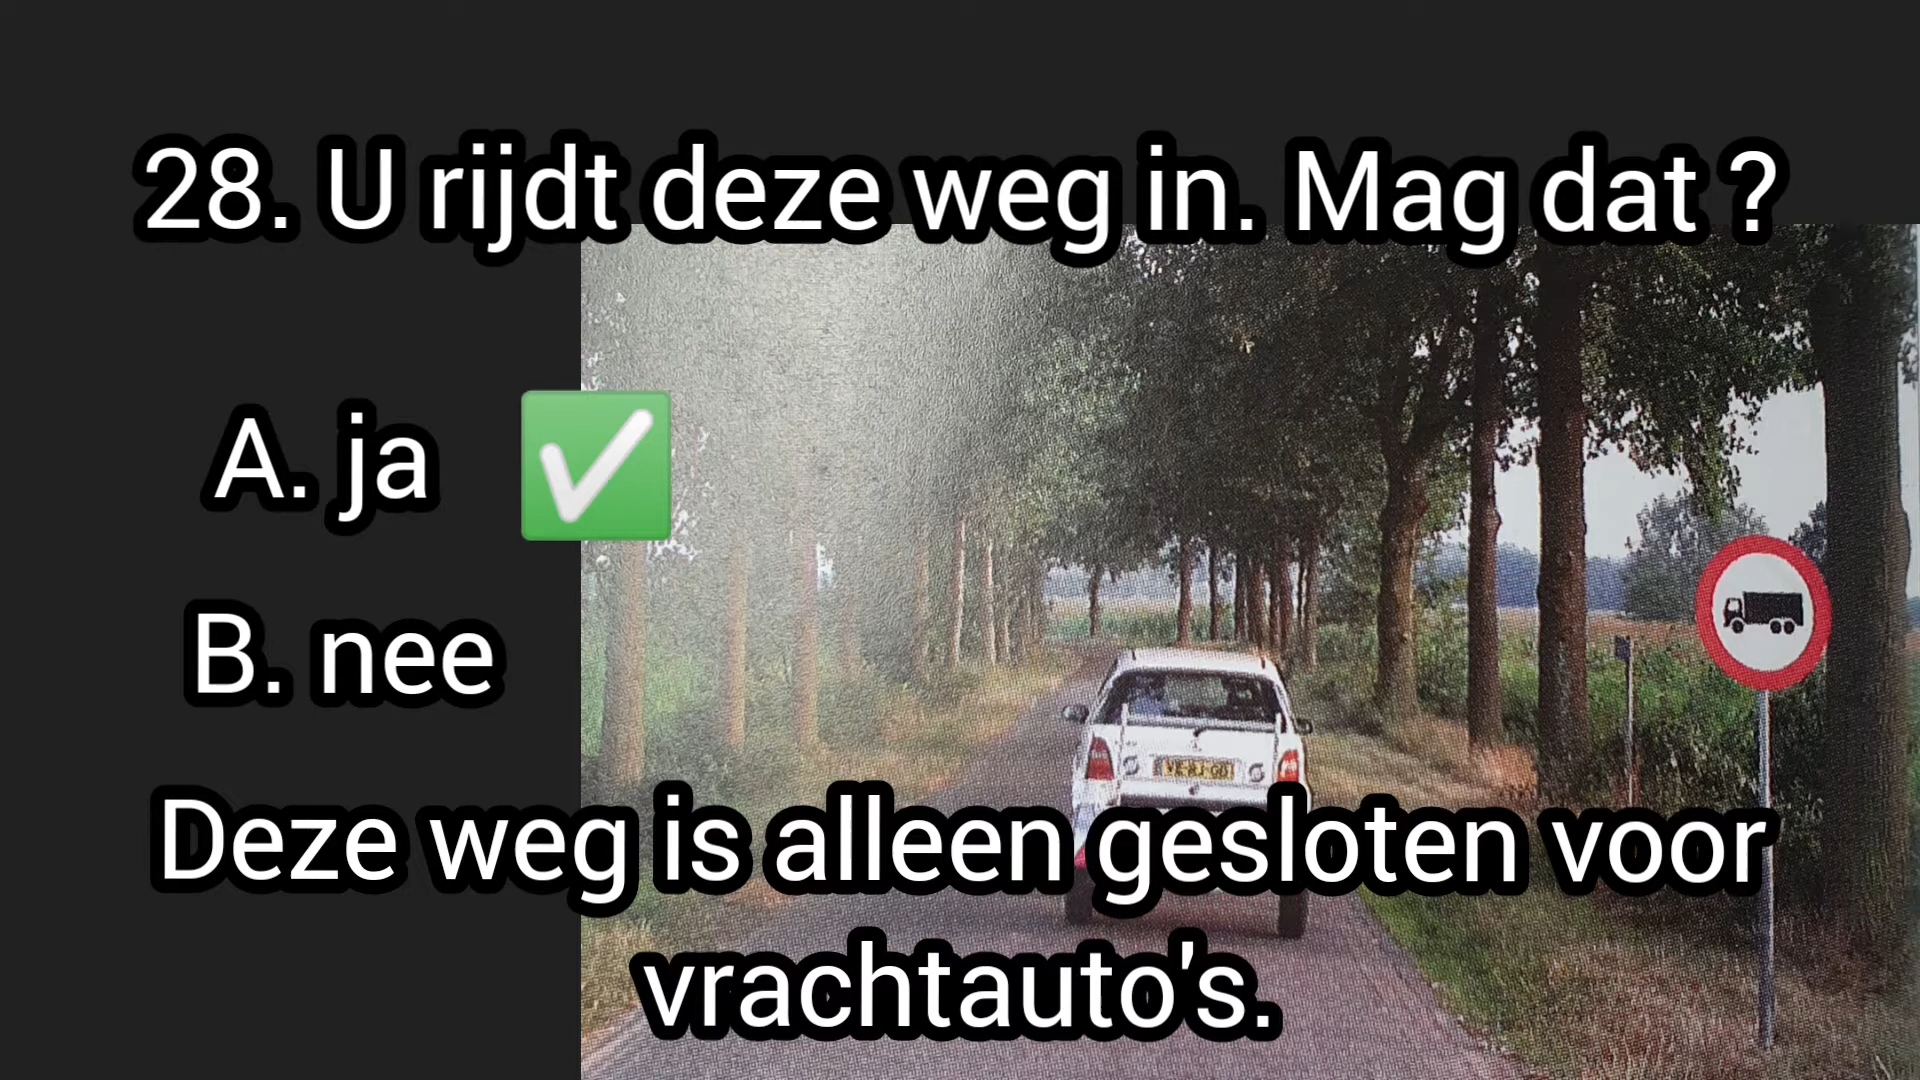 28. U rijdt deze weg in. Mag dat ?
A. ja
B. nee
Deze weg is alleen gesloten voor
vrachtauto's.